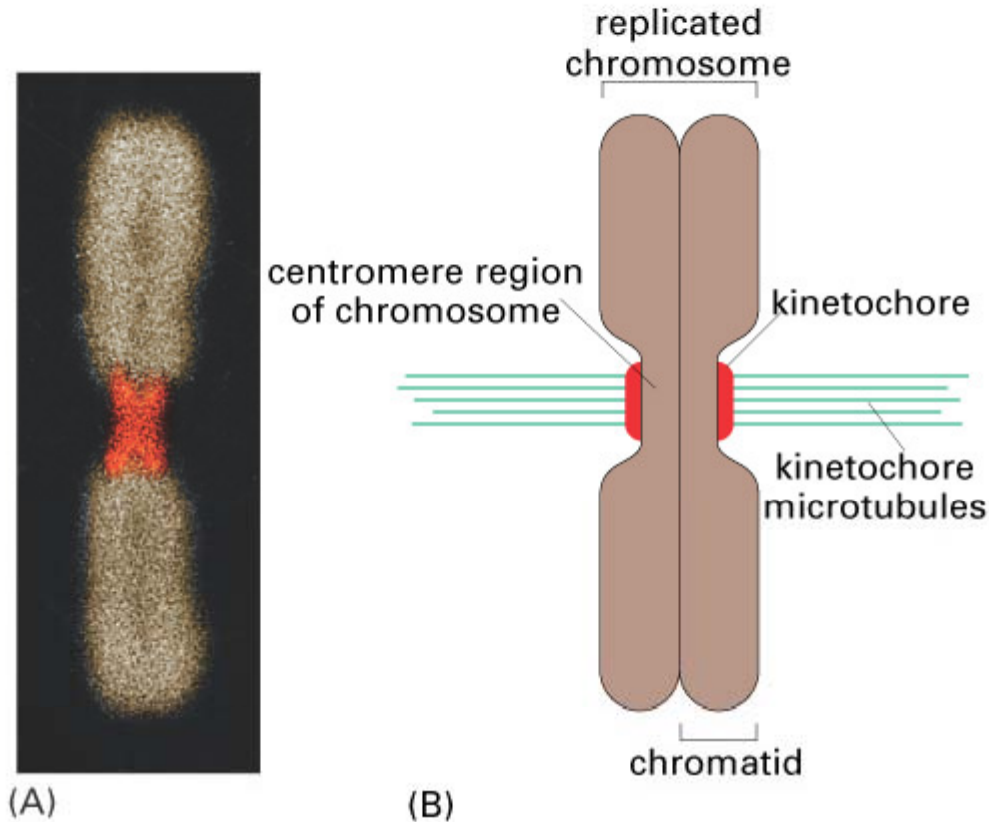 replicated
chromosome
centromere region
of chromosome
kinetochore
kinetochore
microtubules
chromatid
(A)
(B)